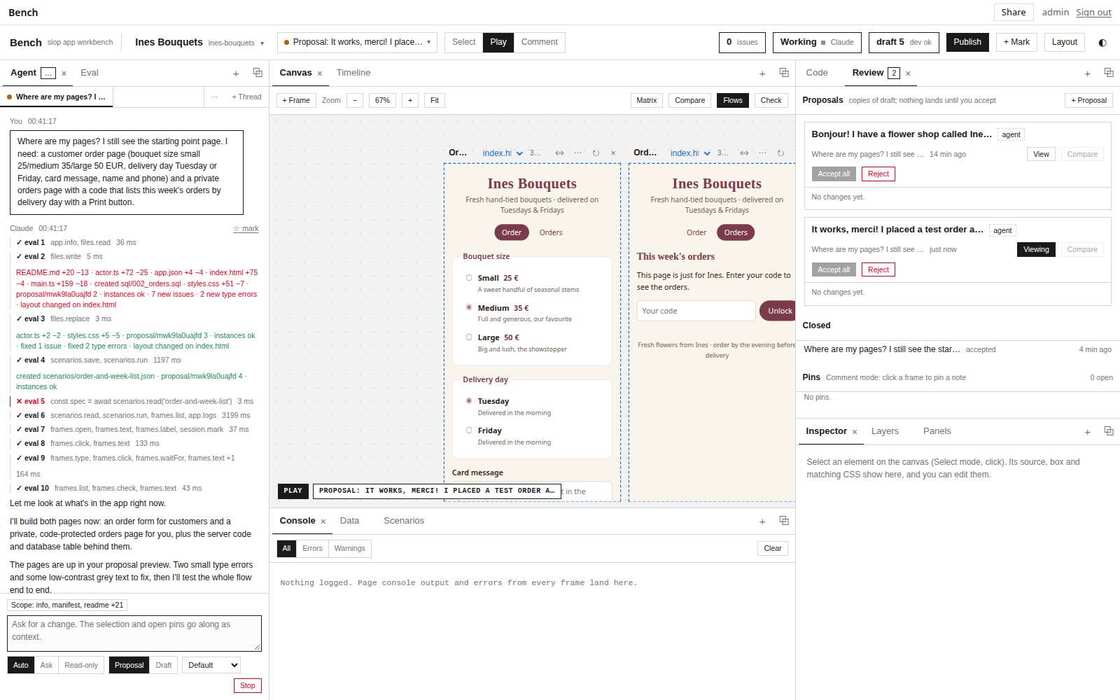 Bench
Share admin Sign out
Bench slop app workbench Ines Bouquets ines-bouquets Proposal: It works, merci! I place… Select Play Comment 0 issues Working Claude draft 5 dev ok Publish + Mark Layout
Agent … × Eval
Where are my pages? I … ··· + Thread
You 00:41:17
Where are my pages? I still see the starting point page. I
need: a customer order page (bouquet size small
25/medium 35/large 50 EUR, delivery day Tuesday or
Friday, card message, name and phone) and a private
orders page with a code that lists this week's orders by
delivery day with a Print button.
Claude 00:41:17 ☆ mark
✓ eval 1 app.info, files.read 36 ms
✓ eval 2 files.write 5 ms
README.md +20 −13 · actor.ts +72 −25 · app.json +4 −4 · index.html +75
−4 · main.ts +159 −18 · created sql/002_orders.sql · styles.css +51 −7 ·
proposal/mwk9la0uajfd 2 · instances ok · 7 new issues · 2 new type errors
· layout changed on index.html
✓ eval 3 files.replace 3 ms
actor.ts +2 −2 · styles.css +5 −5 · proposal/mwk9la0uajfd 3 · instances ok
· fixed 1 issue · fixed 2 type errors · layout changed on index.html
✓ eval 4 scenarios.save, scenarios.run 1197 ms
created scenarios/order-and-week-list.json · proposal/mwk9la0uajfd 4 ·
instances ok
✕ eval 5 const spec = await scenarios.read('order-and-week-list') 3 ms
✓ eval 6 scenarios.read, scenarios.run, frames.list, app.logs 3199 ms
✓ eval 7 frames.open, frames.text, frames.label, session.mark 37 ms
✓ eval 8 frames.click, frames.text 133 ms
✓ eval 9 frames.type, frames.click, frames.waitFor, frames.text +1
164 ms
✓ eval 10 frames.list, frames.check, frames.text 43 ms
Let me look at what's in the app right now.
I'll build both pages now: an order form for customers and a
private, code-protected orders page for you, plus the server code
and database table behind them.
The pages are up in your proposal preview. Two small type errors
and some low-contrast grey text to fix, then I'll test the whole flow
end to end.
Scope: info, manifest, readme +21
Ask for a change. The selection and open pins go along as
context.
Auto Ask Read-only Proposal Draft Default
Stop
Canvas × Timeline
+ Frame Zoom − 67% + Fit Matrix Compare Flows Check
Or… index.h 3… ··· ×
Ines Bouquets
Fresh hand-tied bouquets · delivered on
Tuesdays & Fridays
Order Orders
Bouquet size
Small 25 €
A sweet handful of seasonal stems
Medium 35 €
Full and generous, our favourite
Large 50 €
Big and lush, the showstopper
Delivery day
Tuesday
Delivered in the morning
Friday
Delivered in the morning
Card message
in the
PLAY PROPOSAL: IT WORKS, MERCI! I PLACED A TEST ORDER A…
Ord… index.h 3… ···
Ines Bouquets
Fresh hand-tied bouquets · delivered on
Tuesdays & Fridays
Order Orders
This week's orders
This page is just for Ines. Enter your code to
see the orders.
Your code Unlock
Fresh flowers from Ines · order by the evening before
delivery
Console × Data Scenarios
All Errors Warnings Clear
Nothing logged. Page console output and errors from every frame land here.
Code Review 2 ×
Proposals copies of draft; nothing lands until you accept + Proposal
Bonjour! I have a flower shop called Ine… agent
Where are my pages? I still see … 14 min ago View Compare
Accept all Reject
No changes yet.
It works, merci! I placed a test order a… agent
Where are my pages? I still see … just now Viewing Compare
Accept all Reject
No changes yet.
Closed
Where are my pages? I still see the star… accepted 4 min ago
Pins Comment mode: click a frame to pin a note 0 open
No pins.
Inspector × Layers Panels
Select an element on the canvas (Select mode, click). Its source, box and
matching CSS show here, and you can edit them.